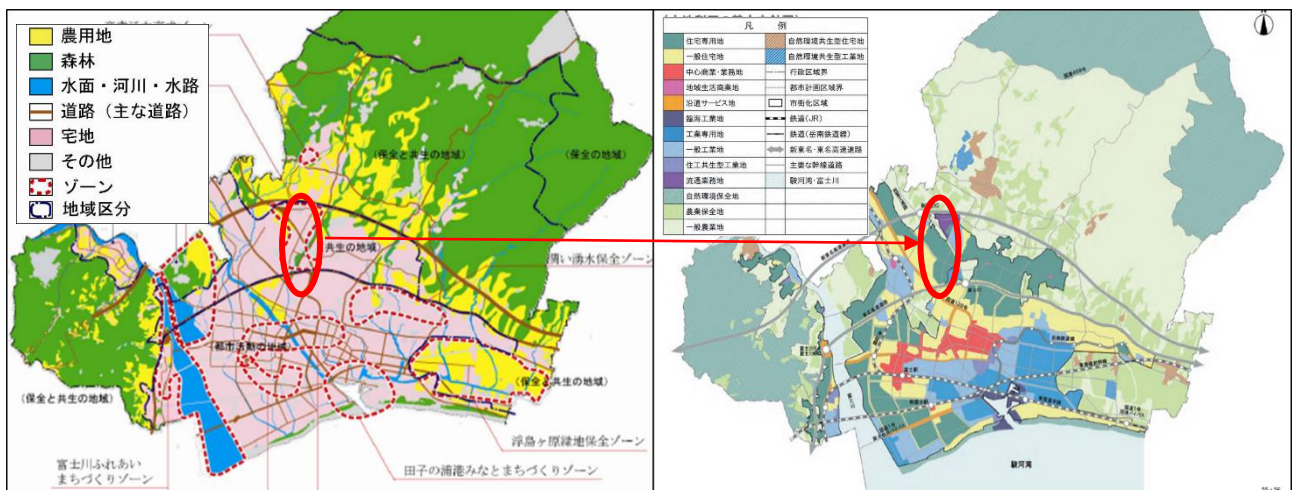 農用地
森林
水面・河川・水路
道路（主な道路）
宅地
その他
ゾーン
地域区分
（保全と共生の地域）
（保全の地域）
共生の地域）
湧水保全ゾーン
（都市活動の地域）
（保全と共生の地域）
（保全と共生の地域）
浮島ヶ原緑地保全ゾーン
富士川ふれあい
まちづくりゾーン
田子の浦港みなとまちづくりゾーン
凡　例
住宅専用地
一般住宅地
中心商業・業務地
地域生活商業地
沿道サービス地
臨海工業地
工業専用地
一般工業地
住工共生型工業地
流通業務地
自然環境保全地
農業保全地
一般農業地
自然環境共生型住宅地
自然環境共生型工業地
行政区域界
都市計画区域界
市街化区域
鉄道(JR)
鉄道(岳南鉄道線)
新東名・東名高速道路
主要な幹線道路
駿河湾・富士川
富士川
富士駅
駿河湾